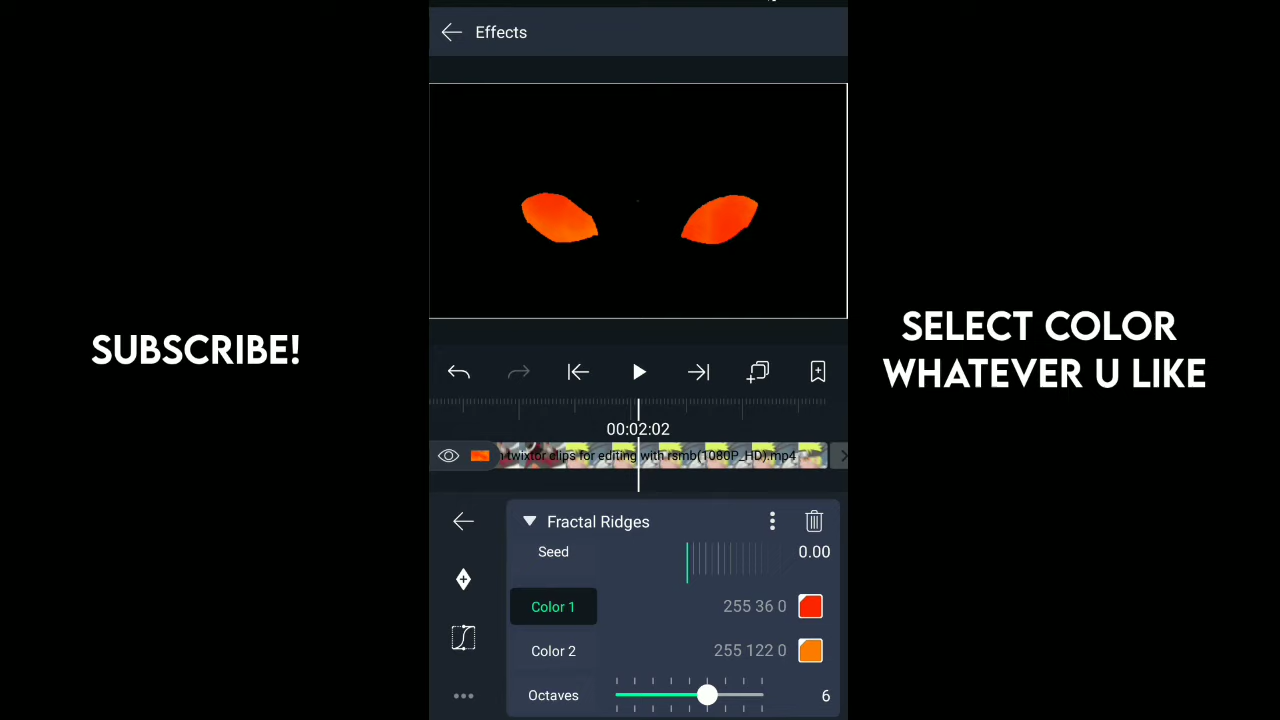 Effects
SUBSCRIBE!
SELECT COLOR
WHATEVER U LIKE
00:02:02
twixtor clips for editing with rsmb(1080P_HD).mp4
Fractal Ridges
Seed 0.00
Color 1 255 36 0
Color 2 255 122 0
Octaves 6